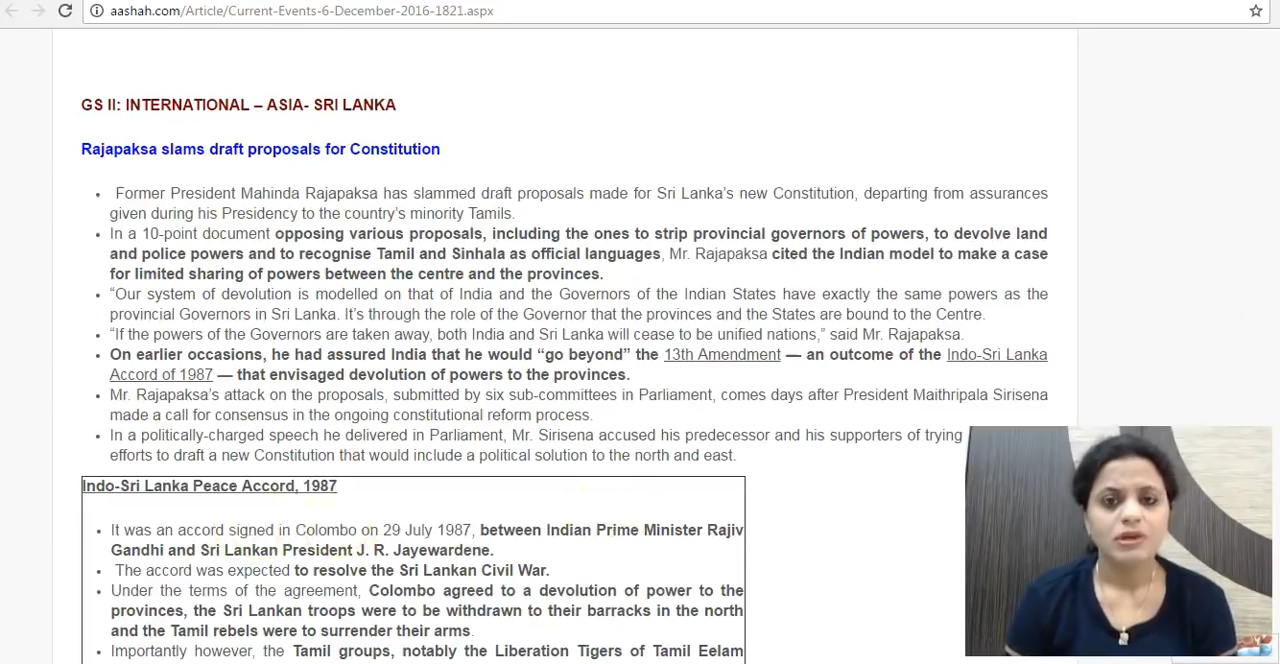 aashah.com/Article/Current-Events-6-December-2016-1821.aspx
GS II: INTERNATIONAL – ASIA- SRI LANKA
Rajapaksa slams draft proposals for Constitution
• Former President Mahinda Rajapaksa has slammed draft proposals made for Sri Lanka's new Constitution, departing from assurances
given during his Presidency to the country's minority Tamils.
• In a 10-point document opposing various proposals, including the ones to strip provincial governors of powers, to devolve land
and police powers and to recognise Tamil and Sinhala as official languages, Mr. Rajapaksa cited the Indian model to make a case
for limited sharing of powers between the centre and the provinces.
• “Our system of devolution is modelled on that of India and the Governors of the Indian States have exactly the same powers as the
provincial Governors in Sri Lanka. It's through the role of the Governor that the provinces and the States are bound to the Centre.
• “If the powers of the Governors are taken away, both India and Sri Lanka will cease to be unified nations,” said Mr. Rajapaksa.
• On earlier occasions, he had assured India that he would “go beyond” the 13th Amendment — an outcome of the Indo-Sri Lanka
Accord of 1987 — that envisaged devolution of powers to the provinces.
• Mr. Rajapaksa's attack on the proposals, submitted by six sub-committees in Parliament, comes days after President Maithripala Sirisena
made a call for consensus in the ongoing constitutional reform process.
• In a politically-charged speech he delivered in Parliament, Mr. Sirisena accused his predecessor and his supporters of trying
efforts to draft a new Constitution that would include a political solution to the north and east.
Indo-Sri Lanka Peace Accord, 1987
• It was an accord signed in Colombo on 29 July 1987, between Indian Prime Minister Rajiv
Gandhi and Sri Lankan President J. R. Jayewardene.
• The accord was expected to resolve the Sri Lankan Civil War.
• Under the terms of the agreement, Colombo agreed to a devolution of power to the
provinces, the Sri Lankan troops were to be withdrawn to their barracks in the north
and the Tamil rebels were to surrender their arms.
• Importantly however, the Tamil groups, notably the Liberation Tigers of Tamil Eelam